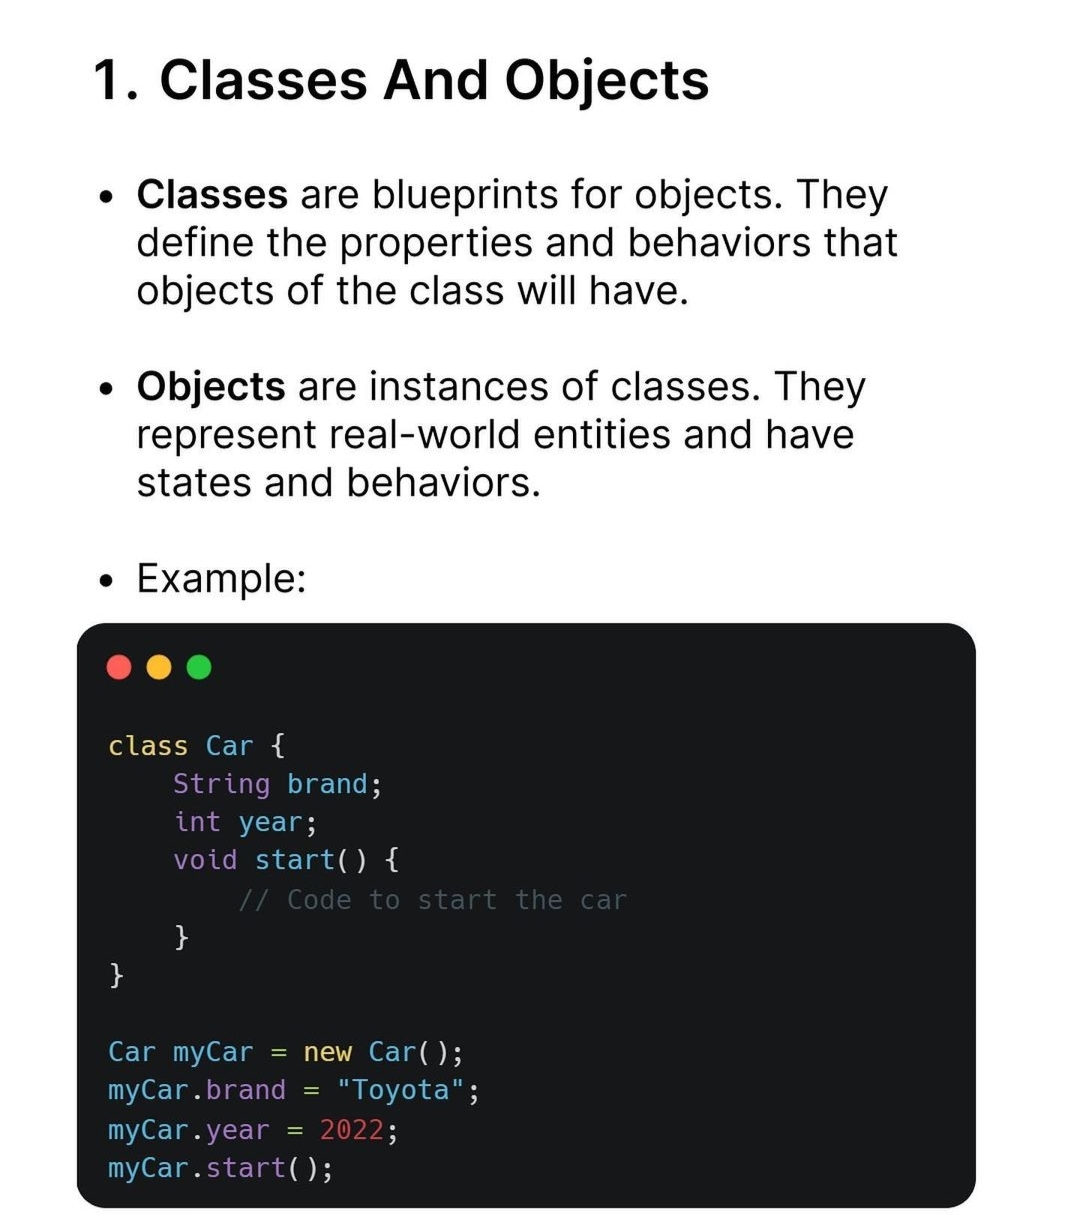 1. Classes And Objects
• Classes are blueprints for objects. They
define the properties and behaviors that
objects of the class will have.
• Objects are instances of classes. They
represent real-world entities and have
states and behaviors.
• Example:
class Car {
    String brand;
    int year;
    void start() {
        // Code to start the car
    }
}
Car myCar = new Car();
myCar.brand = "Toyota";
myCar.year = 2022;
myCar.start();